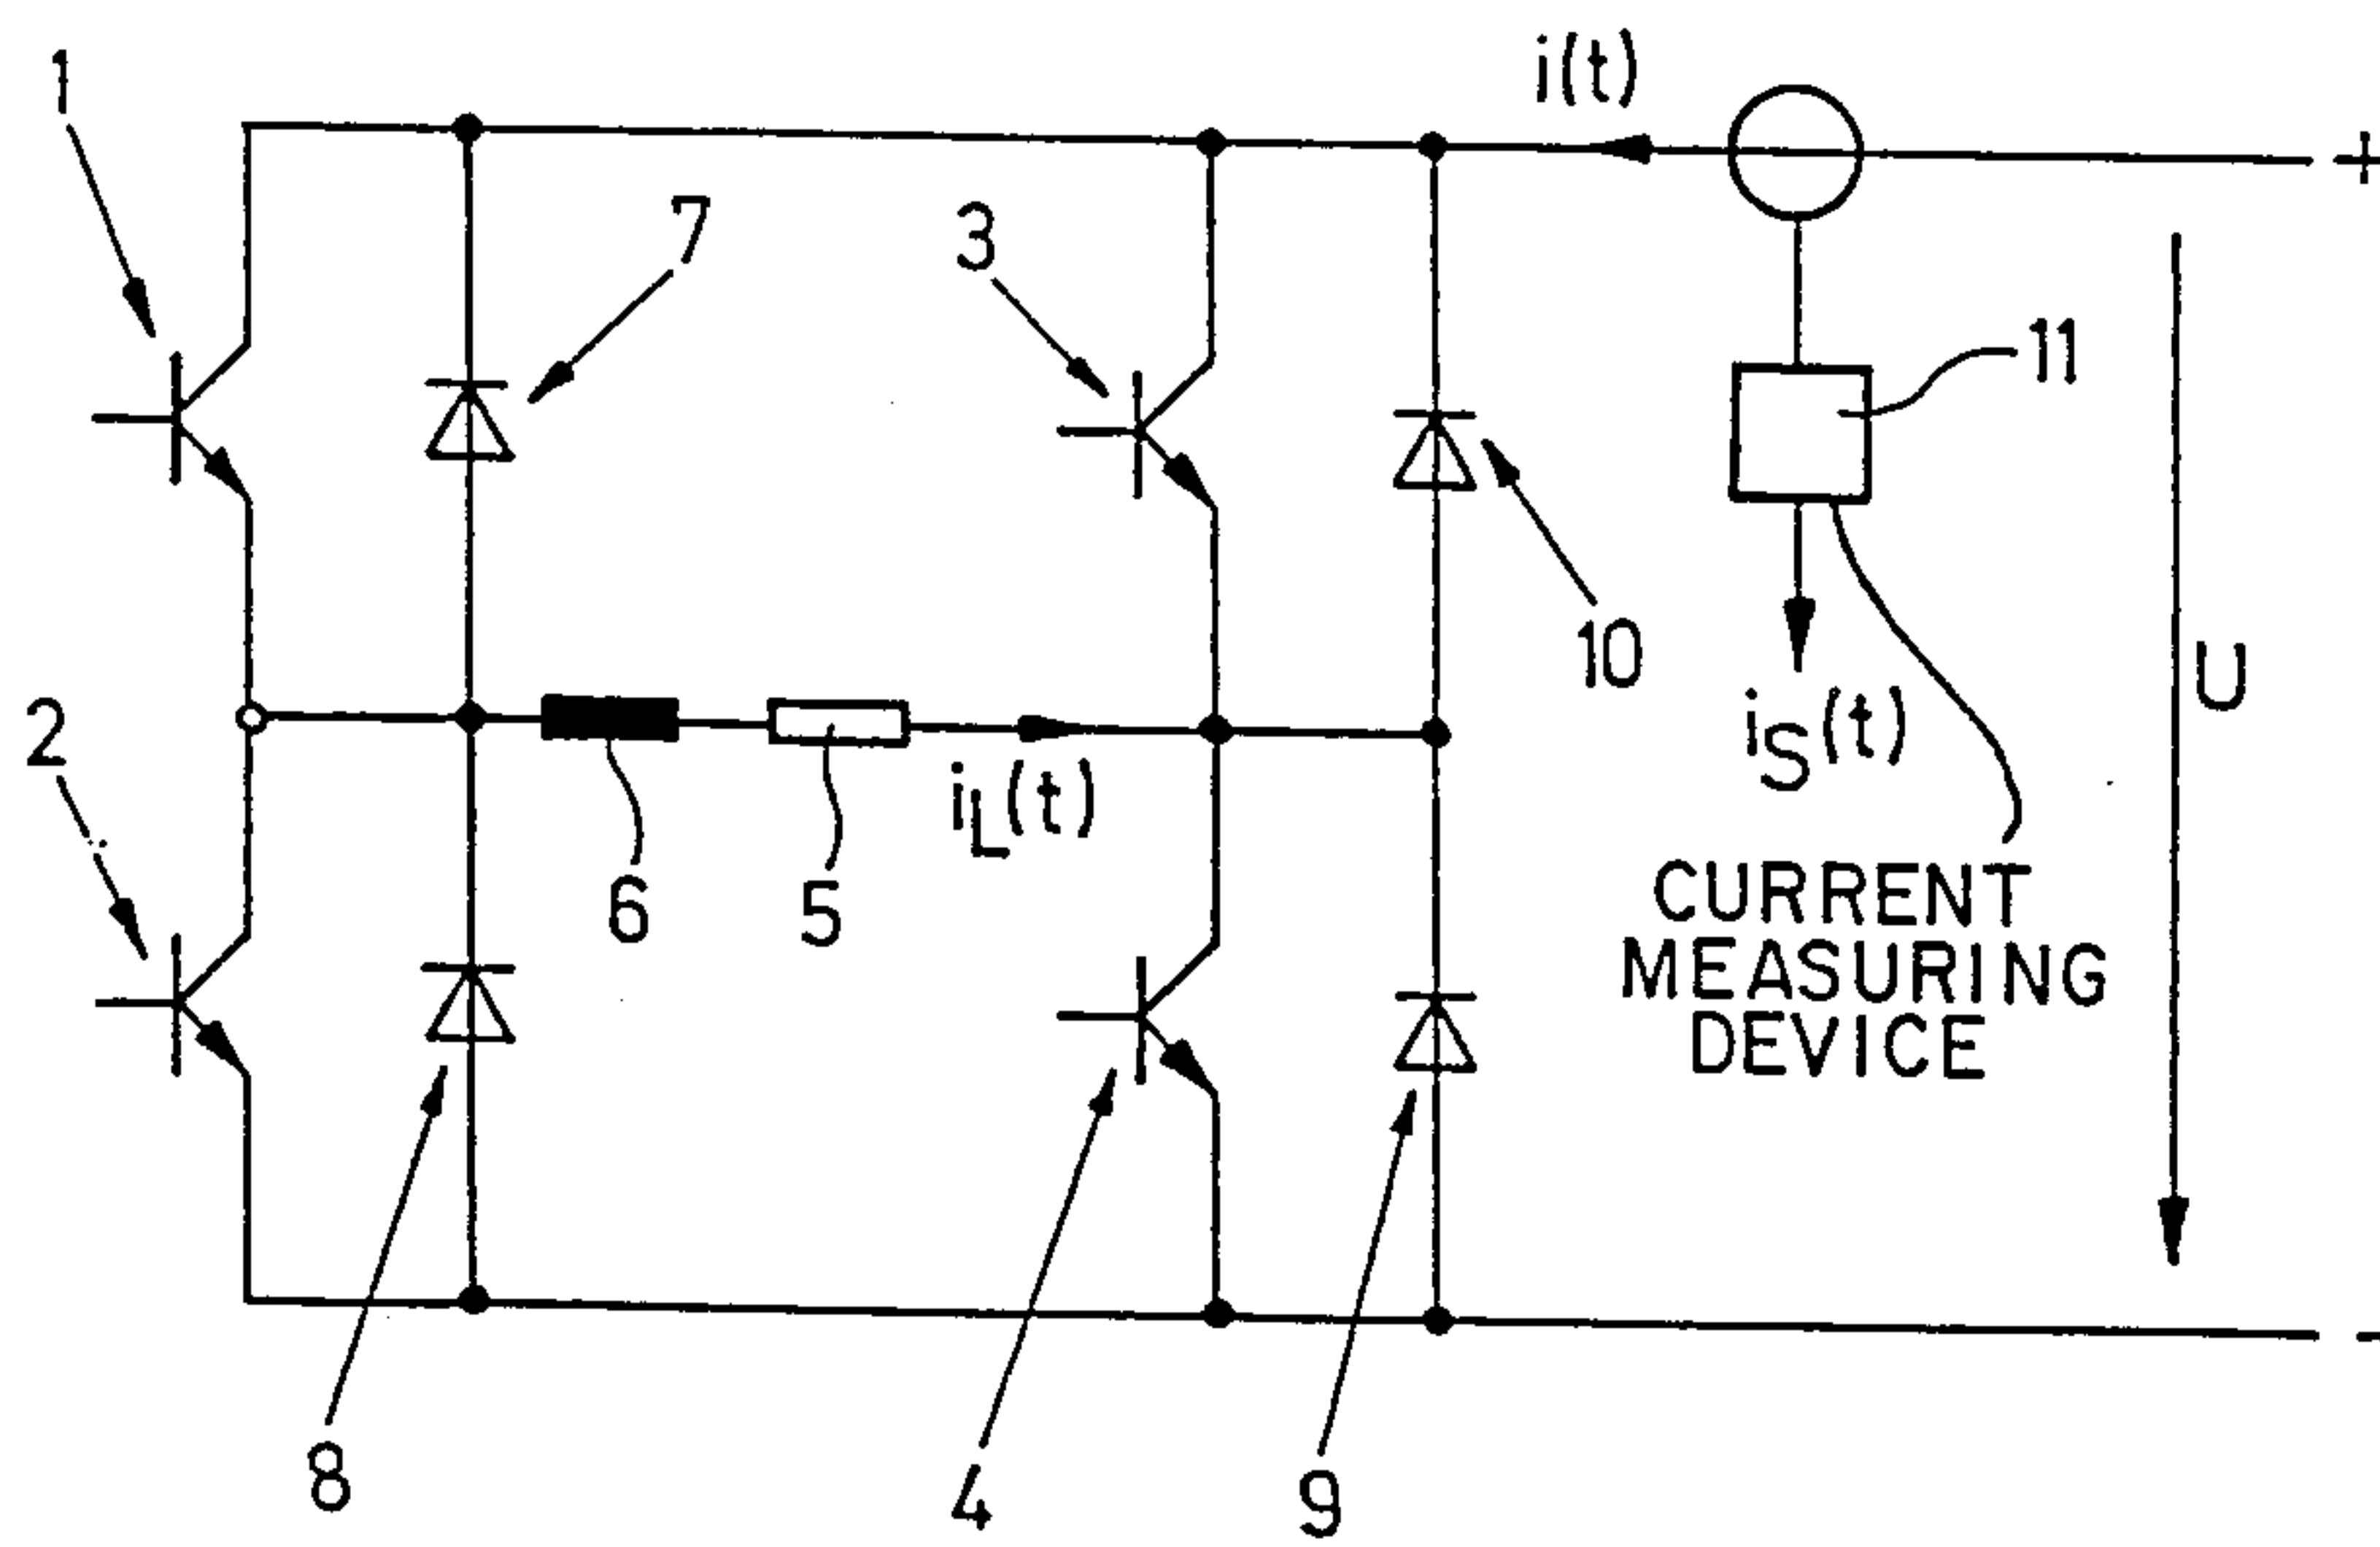 1
i(t)
+
7
3
11
10
2
iS(t)
U
iL(t)
6
5
CURRENT
MEASURING
DEVICE
-
8
4
9